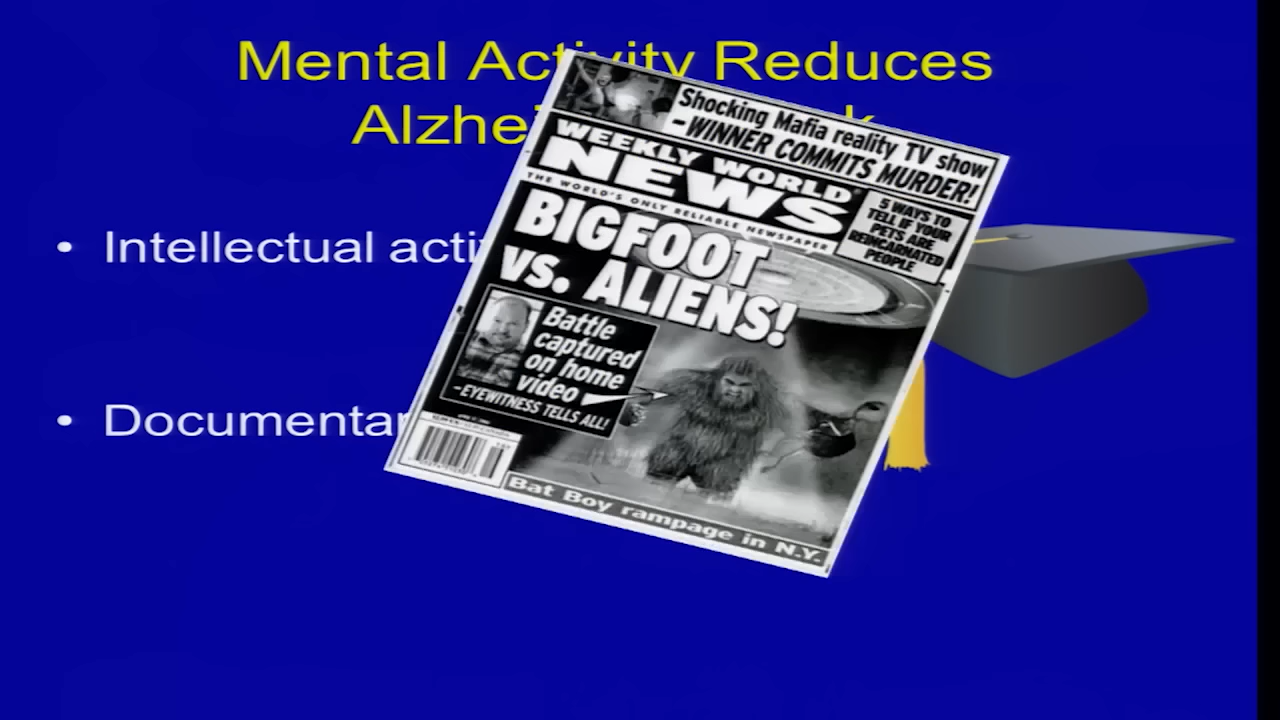 Mental Activity Reduces
Alzhei k
• Intellectual acti
• Documentar
Shocking Mafia reality TV show
-WINNER COMMITS MURDER!
WEEKLY WORLD
NEWS
THE WORLD'S ONLY RELIABLE NEWSPAPER
5 WAYS TO
TELL IF YOUR
PETS ARE
REINCARNATED
PEOPLE
BIGFOOT
vs. ALIENS!
Battle
captured
on home
video
-EYEWITNESS TELLS ALL!
Bat Boy rampage in N.Y.